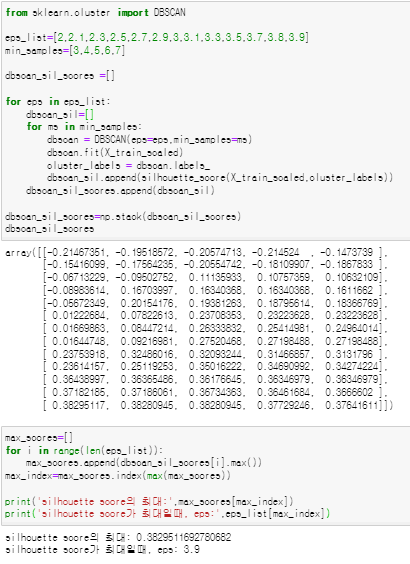 from sklearn.cluster import DBSCAN
eps_list=[2,2.1,2.3,2.5,2.7,2.9,3,3.1,3.3,3.5,3.7,3.8,3.9]
min_samples=[3,4,5,6,7]
dbscan_sil_scores =[]
for eps in eps_list:
    dbscan_sil=[]
    for ms in min_samples:
        dbscan = DBSCAN(eps=eps,min_samples=ms)
        dbscan.fit(X_train_scaled)
        cluster_labels = dbscan.labels_
        dbscan_sil.append(silhouette_score(X_train_scaled,cluster_labels))
    dbscan_sil_scores.append(dbscan_sil)
dbscan_sil_scores=np.stack(dbscan_sil_scores)
dbscan_sil_scores
array([[-0.21467351, -0.19518572, -0.20574713, -0.214524  , -0.1473739 ],
[-0.15416099, -0.17564235, -0.20554742, -0.18109907, -0.1867833 ],
[-0.06713229, -0.09502752,  0.11135933,  0.10757359,  0.10632109],
[-0.08983614,  0.16703997,  0.16340368,  0.16340368,  0.1611662 ],
[-0.05672349,  0.20154176,  0.19381263,  0.18795614,  0.18366769],
[ 0.01222684,  0.07822613,  0.23708353,  0.23223628,  0.23223628],
[ 0.01669863,  0.08447214,  0.26333832,  0.25414981,  0.24964014],
[ 0.01644748,  0.09216981,  0.27520468,  0.27198488,  0.27198488],
[ 0.23753918,  0.32486016,  0.32093244,  0.31466857,  0.3131796 ],
[ 0.23614157,  0.25119253,  0.35016222,  0.34690992,  0.34274224],
[ 0.36438997,  0.36365486,  0.36176645,  0.36346979,  0.36346979],
[ 0.37182185,  0.37186061,  0.36734363,  0.36461684,  0.3666602 ],
[ 0.38295117,  0.38280945,  0.38280945,  0.37729246,  0.37641611]])
max_scores=[]
for i in range(len(eps_list)):
    max_scores.append(dbscan_sil_scores[i].max())
max_index=max_scores.index(max(max_scores))
print('silhouette score의 최대:',max_scores[max_index])
print('silhouette score가 최대일때, eps:',eps_list[max_index])
silhouette score의 최대: 0.3829511692780682
silhouette score가 최대일때, eps: 3.9